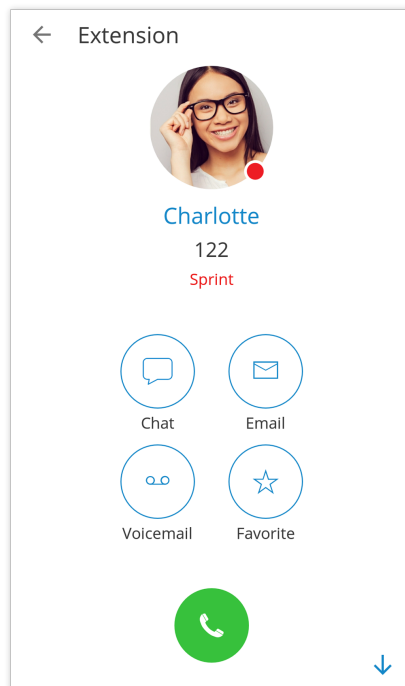 Extension
Charlotte
122
Sprint
Chat
Email
Voicemail
Favorite